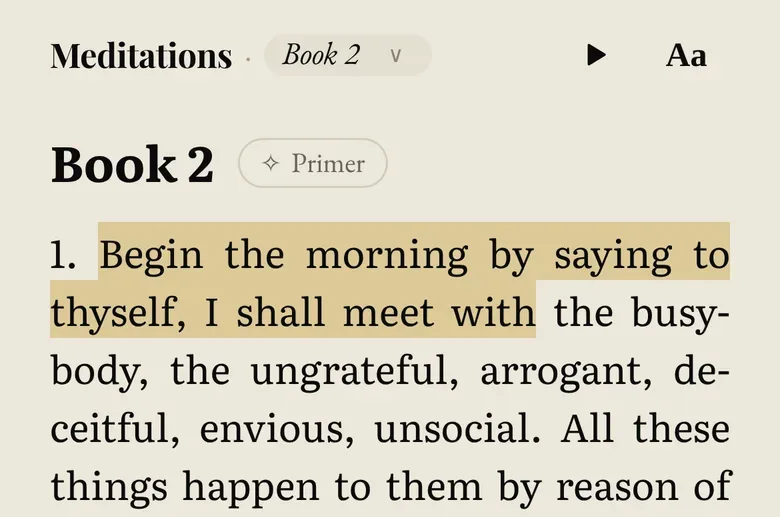 Meditations · Book 2 ∨ Aa
Book 2 ✧ Primer
1. Begin the morning by saying to
thyself, I shall meet with the busy-
body, the ungrateful, arrogant, de-
ceitful, envious, unsocial. All these
things happen to them by reason of